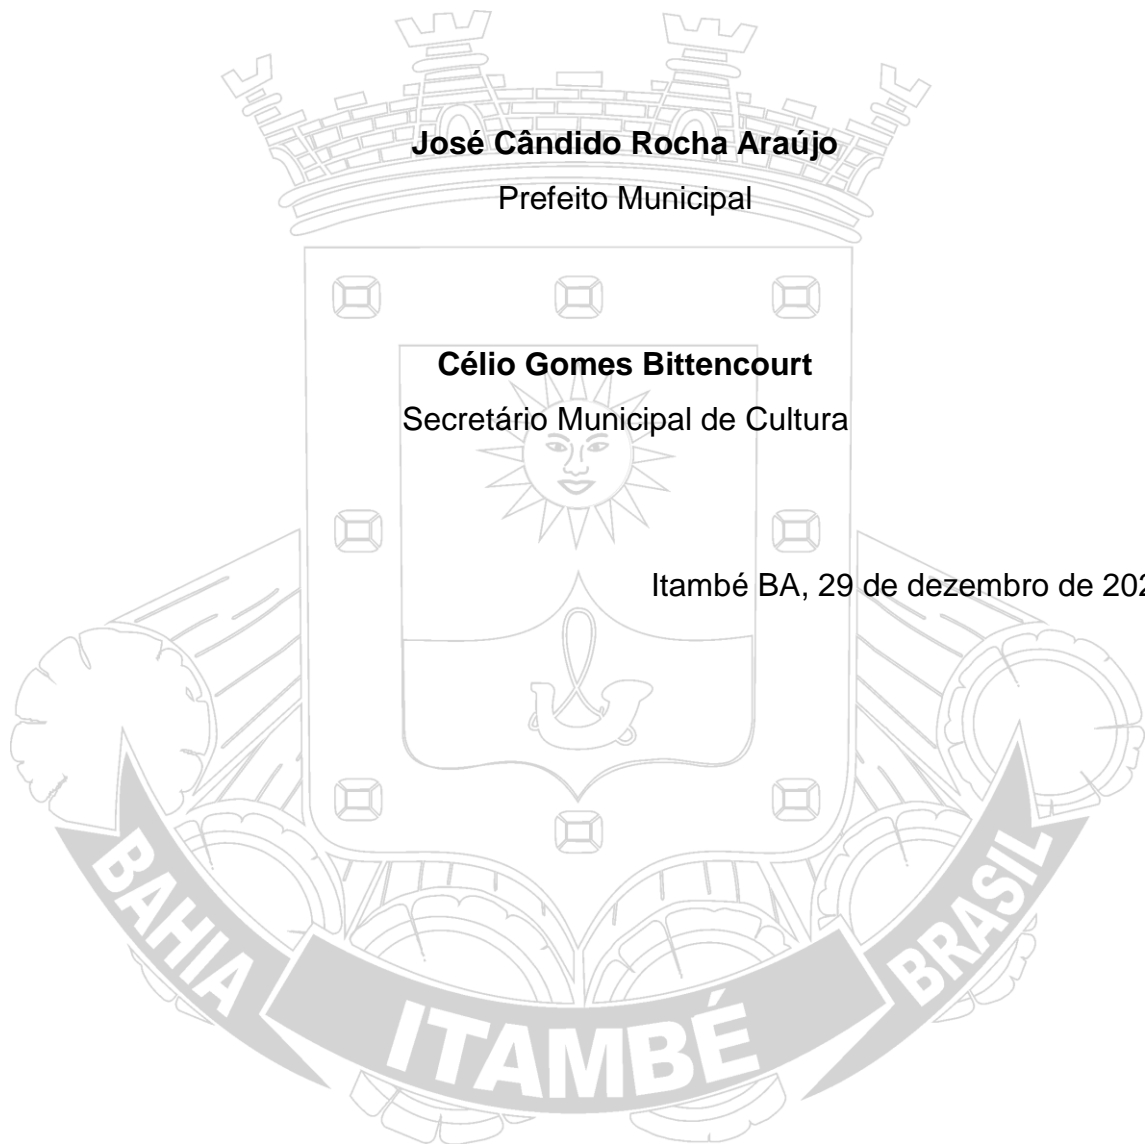 José Cândido Rocha Araújo
Prefeito Municipal
Célio Gomes Bittencourt
Secretário Municipal de Cultura
Itambé BA, 29 de dezembro de 202
BAHIA
ITAMBÉ
BRASIL